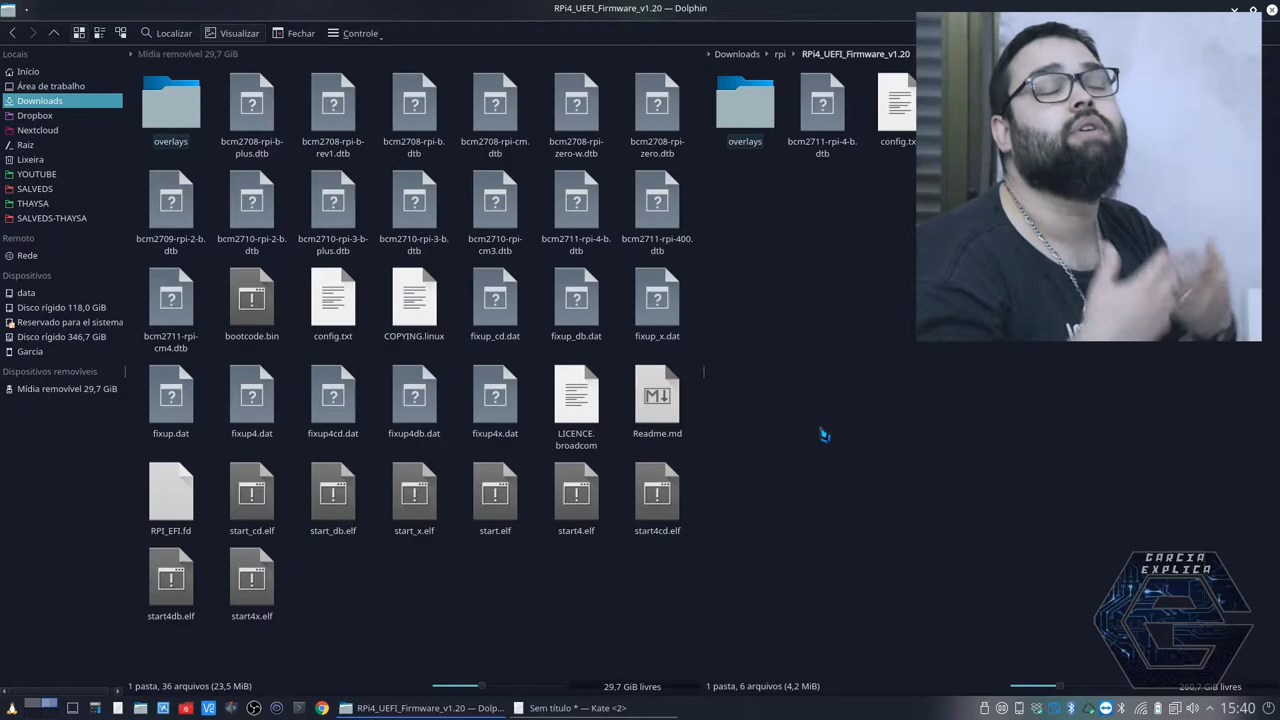 RPi4_UEFI_Firmware_v1.20 — Dolphin
Localizar
Visualizar
Fechar
Controle
Locais
Início
Área de trabalho
Downloads
Dropbox
Nextcloud
Raiz
Lixeira
YOUTUBE
SALVEDS
THAYSA
SALVEDS-THAYSA
Remoto
Rede
Dispositivos
data
Disco rígido 118,0 GiB
Reservado para el sistema
Disco rígido 346,7 GiB
Garcia
Dispositivos removíveis
Mídia removível 29,7 GiB
Mídia removível 29,7 GiB
overlays
bcm2708-rpi-b-
plus.dtb
bcm2708-rpi-b-
rev1.dtb
bcm2708-rpi-b.
dtb
bcm2708-rpi-cm.
dtb
bcm2708-rpi-
zero-w.dtb
bcm2708-rpi-
zero.dtb
bcm2709-rpi-2-b.
dtb
bcm2710-rpi-2-b.
dtb
bcm2710-rpi-3-b-
plus.dtb
bcm2710-rpi-3-b.
dtb
bcm2710-rpi-
cm3.dtb
bcm2711-rpi-4-b.
dtb
bcm2711-rpi-400.
dtb
bcm2711-rpi-
cm4.dtb
bootcode.bin
config.txt
COPYING.linux
fixup_cd.dat
fixup_db.dat
fixup_x.dat
fixup.dat
fixup4.dat
fixup4cd.dat
fixup4db.dat
fixup4x.dat
LICENCE.
broadcom
Readme.md
RPI_EFI.fd
start_cd.elf
start_db.elf
start_x.elf
start.elf
start4.elf
start4cd.elf
start4db.elf
start4x.elf
1 pasta, 36 arquivos (23,5 MiB)
29,7 GiB livres
Downloads
rpi
RPi4_UEFI_Firmware_v1.20
overlays
bcm2711-rpi-4-b.
dtb
1 pasta, 6 arquivos (4,2 MiB)
260,7 GiB livres
GARCIA
EXPLICA
RPi4_UEFI_Firmware_v1.20 — Dolp...
Sem título * — Kate <2>
15:40